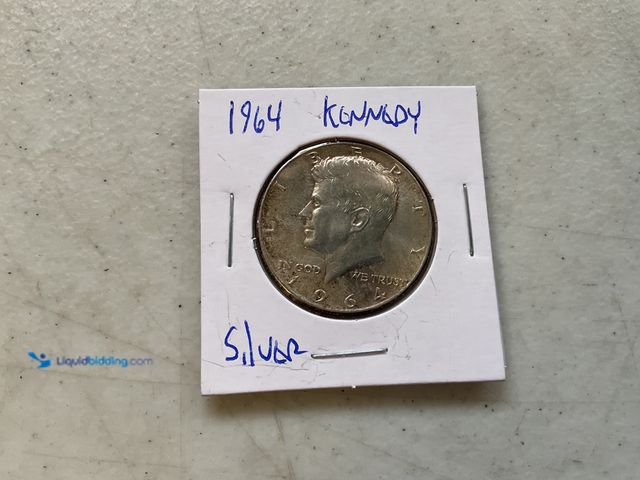 1964 KENNEDY
LIBERTY
IN GOD WE TRUST
1964
Silver
Liquidbidding.com